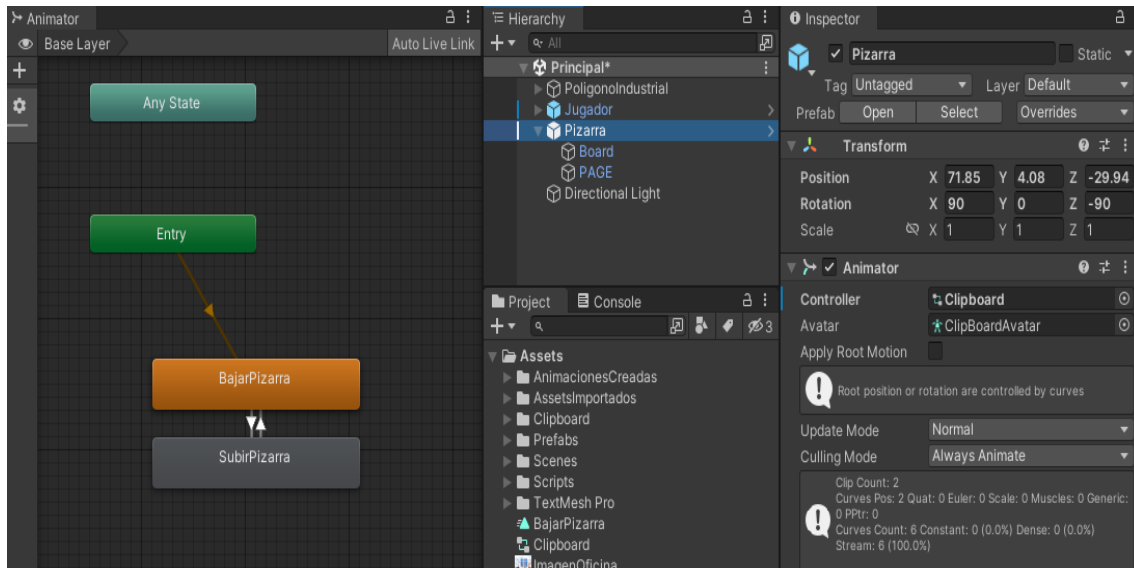 Animator
Base Layer
Auto Live Link
Any State
Entry
BajarPizarra
SubirPizarra
Hierarchy
All
Principal*
PoligonoIndustrial
Jugador
Pizarra
Board
PAGE
Directional Light
Project Console
3
Assets
AnimacionesCreadas
AssetsImportados
Clipboard
Prefabs
Scenes
Scripts
TextMesh Pro
BajarPizarra
Clipboard
ImagenOficina
Inspector
Pizarra Static
Tag Untagged Layer Default
Prefab Open Select Overrides
Transform
Position X 71.85 Y 4.08 Z -29.94
Rotation X 90 Y 0 Z -90
Scale X 1 Y 1 Z 1
Animator
Controller Clipboard
Avatar ClipBoardAvatar
Apply Root Motion
Root position or rotation are controlled by curves
Update Mode Normal
Culling Mode Always Animate
Clip Count: 2
Curves Pos: 2 Quat: 0 Euler: 0 Scale: 0 Muscles: 0 Generic:
0 PPtr: 0
Curves Count: 6 Constant: 0 (0.0%) Dense: 0 (0.0%)
Stream: 6 (100.0%)